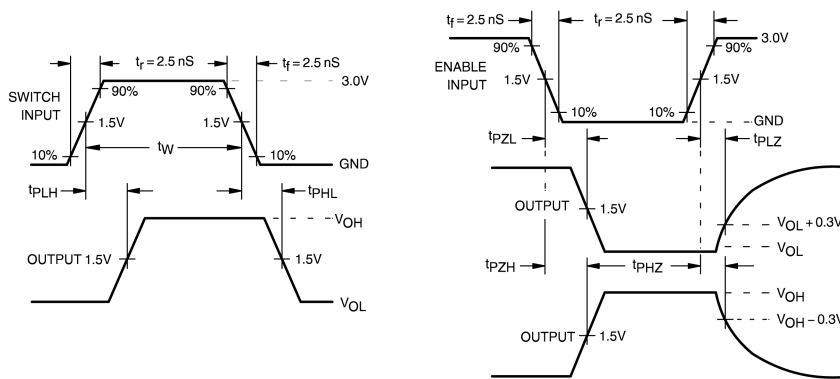 tr = 2.5 nS
tf = 2.5 nS
3.0V
SWITCH
INPUT
90%
90%
1.5V
1.5V
tW
10%
10%
GND
tPLH
tPHL
VOH
OUTPUT 1.5V
1.5V
VOL
tf = 2.5 nS
tr = 2.5 nS
90%
90%
3.0V
ENABLE
INPUT
1.5V
1.5V
10%
10%
GND
tPZL
tPLZ
OUTPUT
1.5V
VOL + 0.3V
VOL
tPZH
tPHZ
VOH
VOH – 0.3V
OUTPUT
1.5V